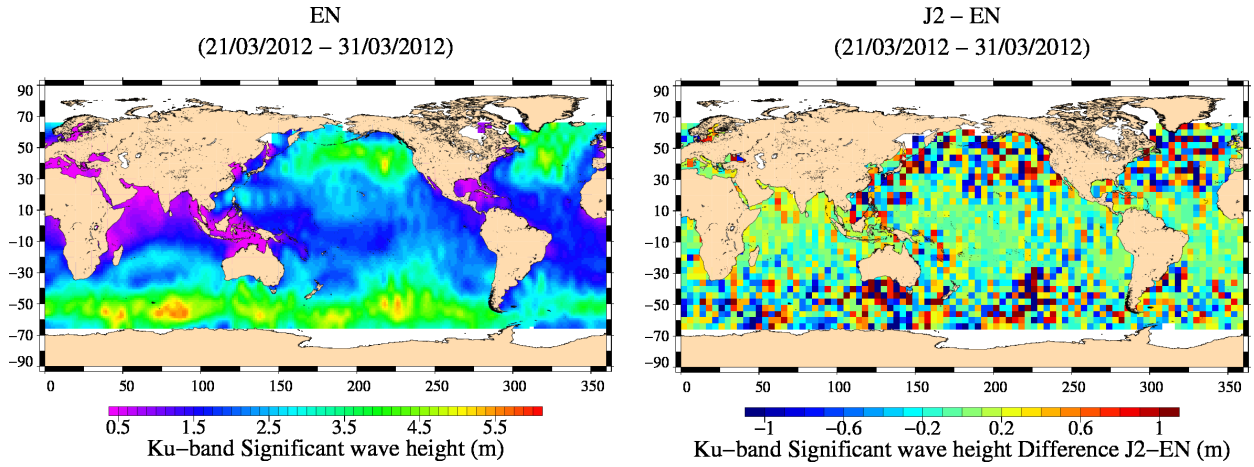 EN
(21/03/2012 − 31/03/2012)
90
70
50
30
10
−10
−30
−50
−70
−90
0 50 100 150 200 250 300 350
0.5 1.5 2.5 3.5 4.5 5.5
Ku−band Significant wave height (m)
J2 − EN
(21/03/2012 − 31/03/2012)
90
70
50
30
10
−10
−30
−50
−70
−90
0 50 100 150 200 250 300 350
−1 −0.6 −0.2 0.2 0.6 1
Ku−band Significant wave height Difference J2−EN (m)